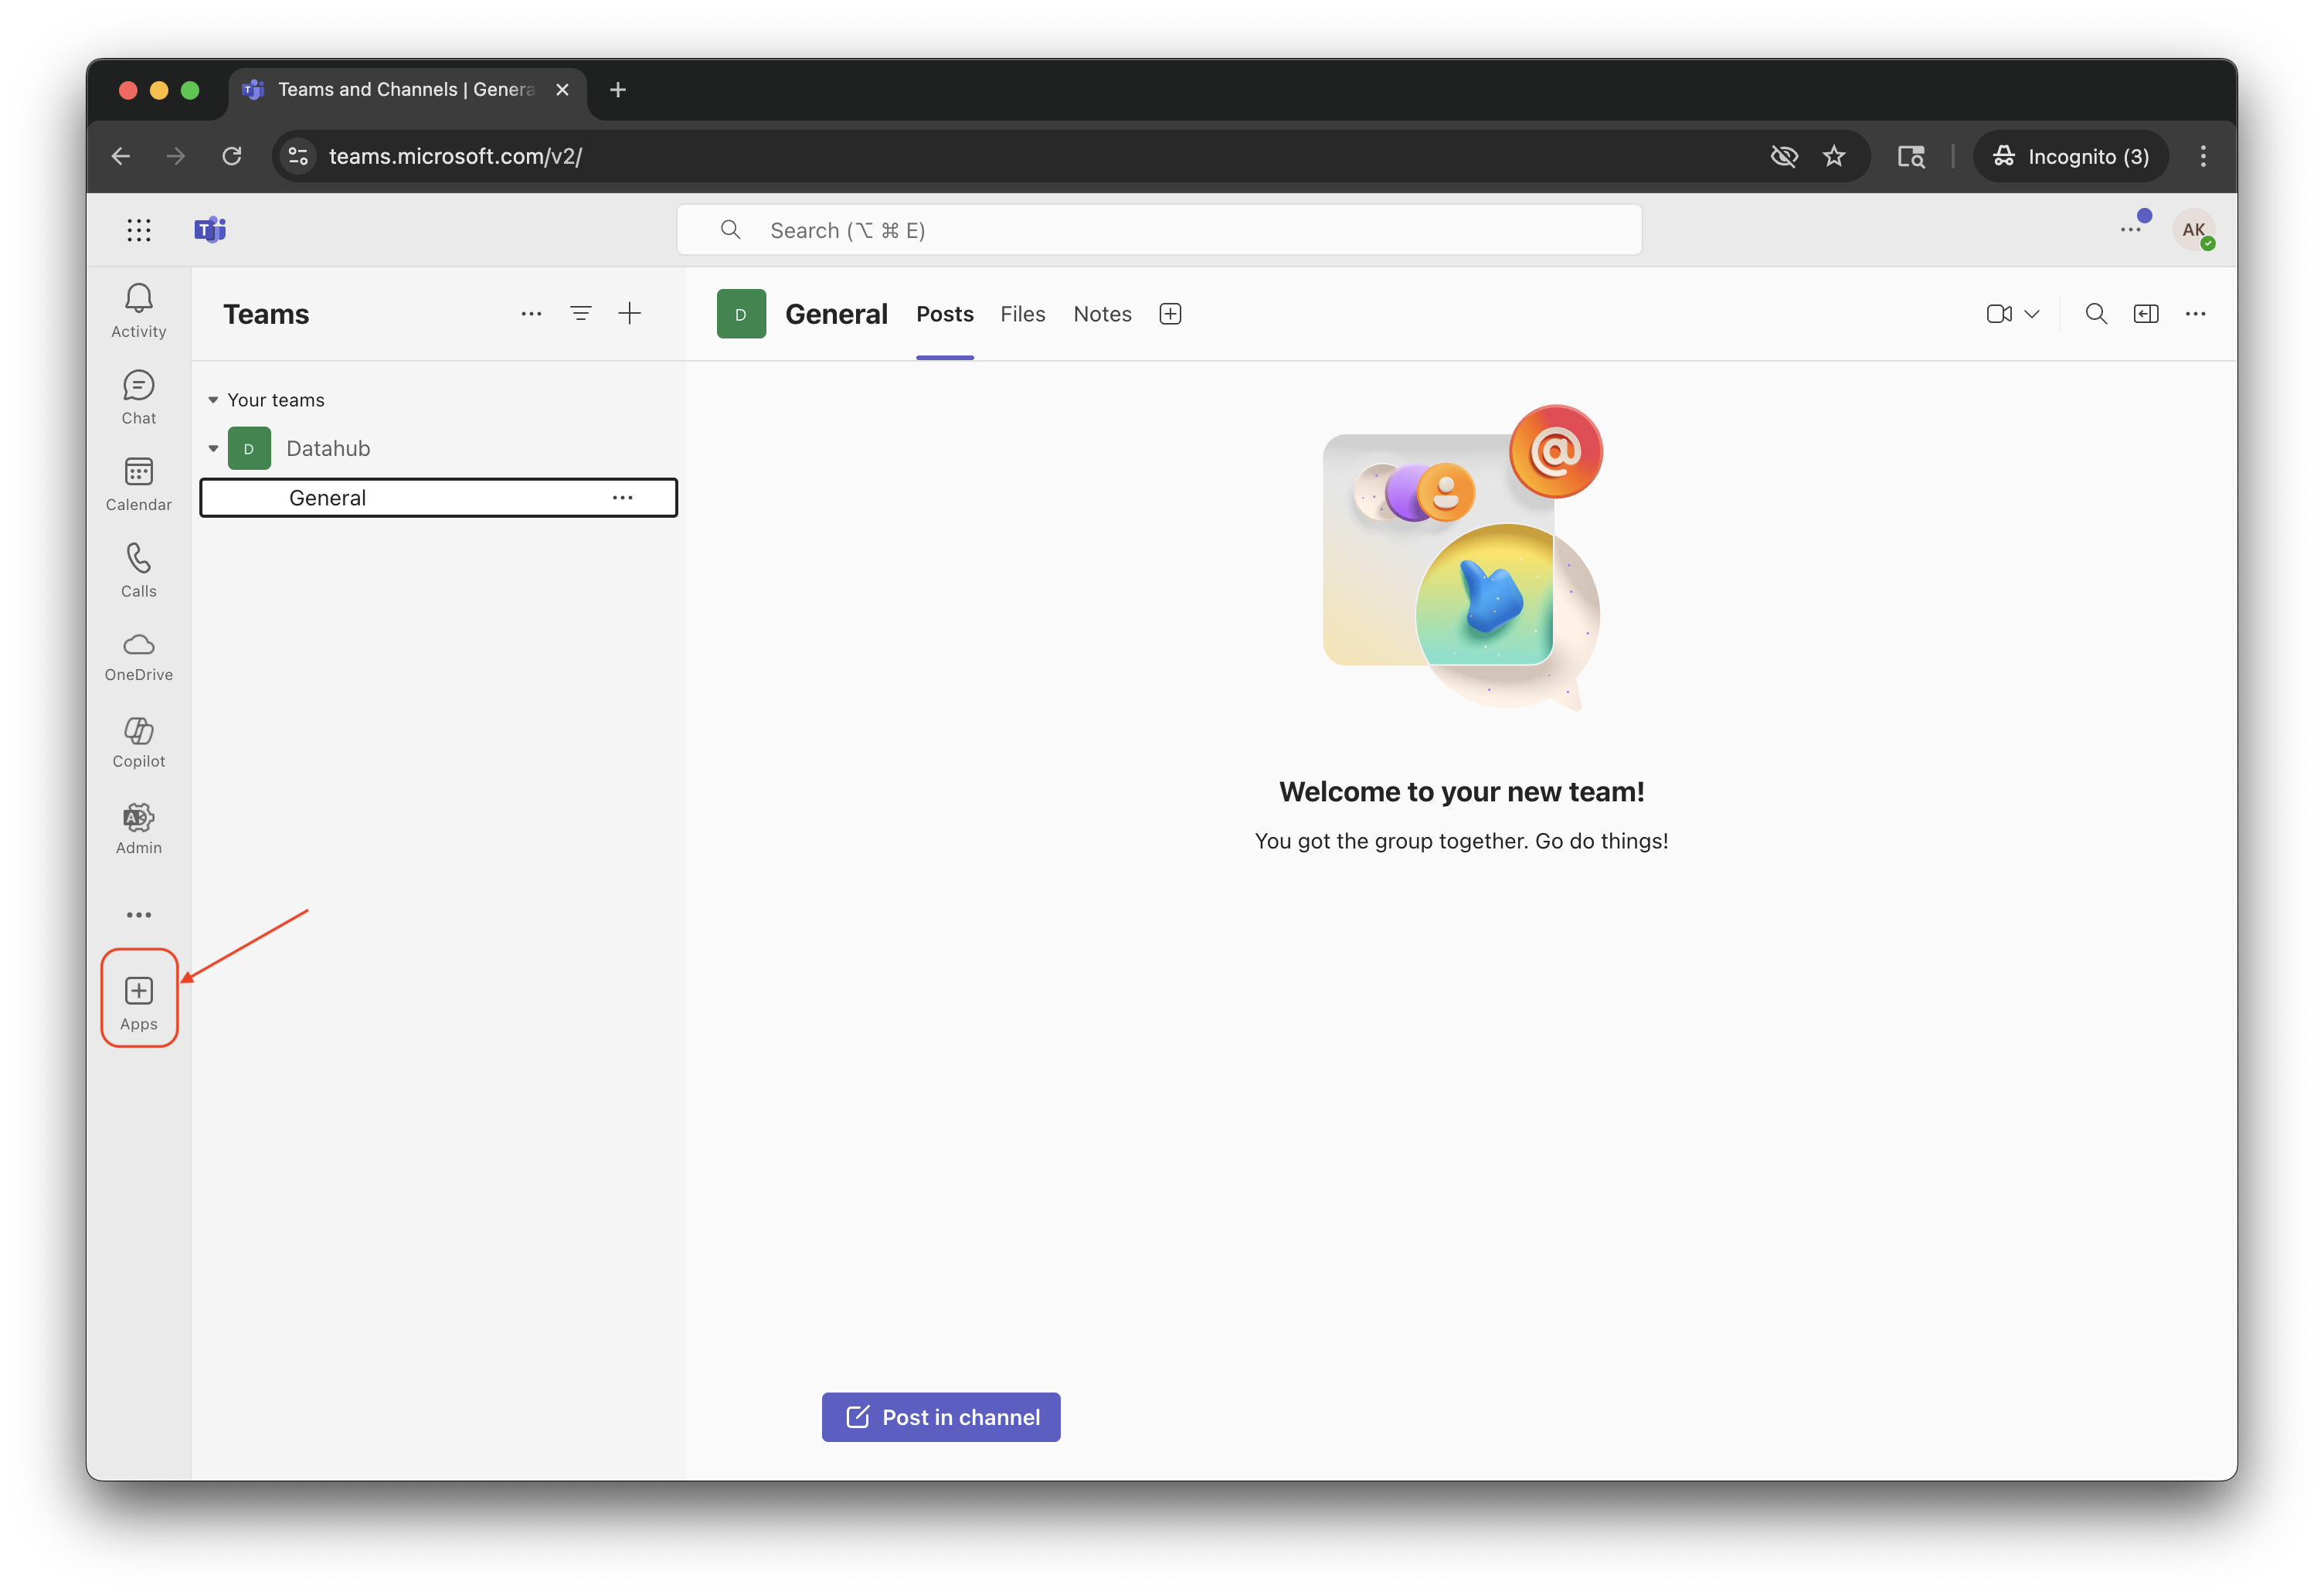 Teams and Channels | Genera
teams.microsoft.com/v2/
Incognito (3)
Search (⌥ ⌘ E)
AK
Activity
Chat
Calendar
Calls
OneDrive
Copilot
Admin
Apps
Teams
Your teams
D
Datahub
General
D
General
Posts
Files
Notes
Welcome to your new team!
You got the group together. Go do things!
Post in channel